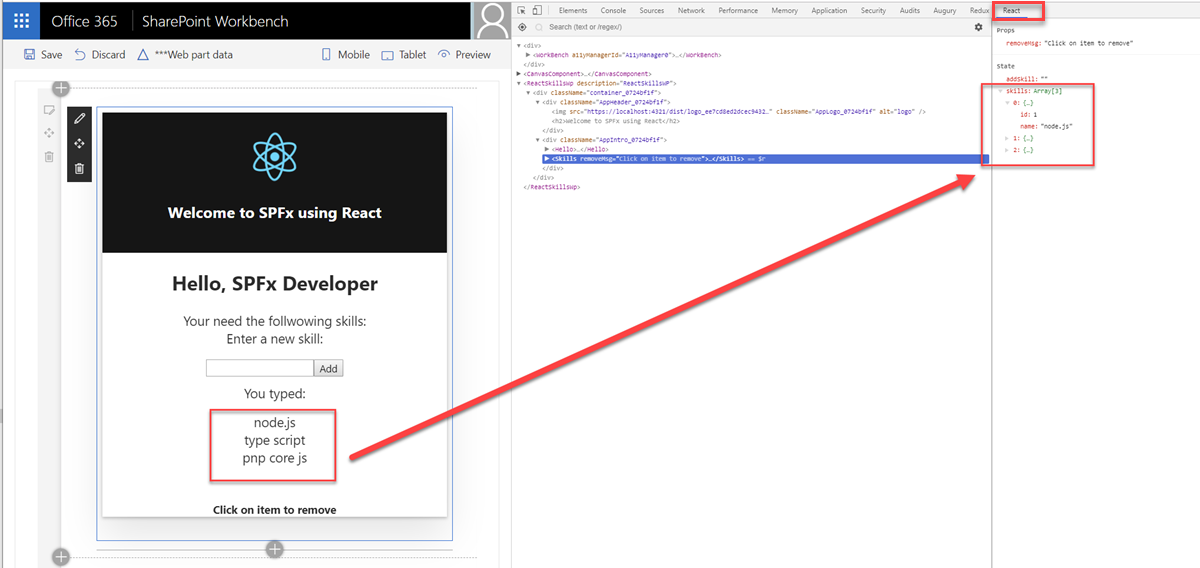 Office 365 SharePoint Workbench
Save Discard ***Web part data Mobile Tablet Preview
Welcome to SPFx using React
Hello, SPFx Developer
Your need the follwowing skills:
Enter a new skill:
Add
You typed:
node.js
type script
pnp core js
Click on item to remove
Elements Console Sources Network Performance Memory Application Security Audits Augury Redux React
Search (text or /regex/)
<div>
<WorkBench a11yManagerId="A11yManager0">…</WorkBench>
</div>
<CanvasComponent>…</CanvasComponent>
<ReactSkillsWp description="ReactSkillsWP">
<div className="container_0724bf1f">
<div className="AppHeader_0724bf1f">
<img src="https://localhost:4321/dist/logo_ee7cd8ed2dcec9432…" className="AppLogo_0724bf1f" alt="logo" />
<h2>Welcome to SPFx using React</h2>
</div>
<div className="AppIntro_0724bf1f">
<Hello>…</Hello>
<Skills removeMsg="Click on item to remove">…</Skills> == $r
</div>
</div>
</ReactSkillsWp>
Props
removeMsg: "Click on item to remove"
State
addSkill: ""
skills: Array[3]
0: {…}
id: 1
name: "node.js"
1: {…}
2: {…}